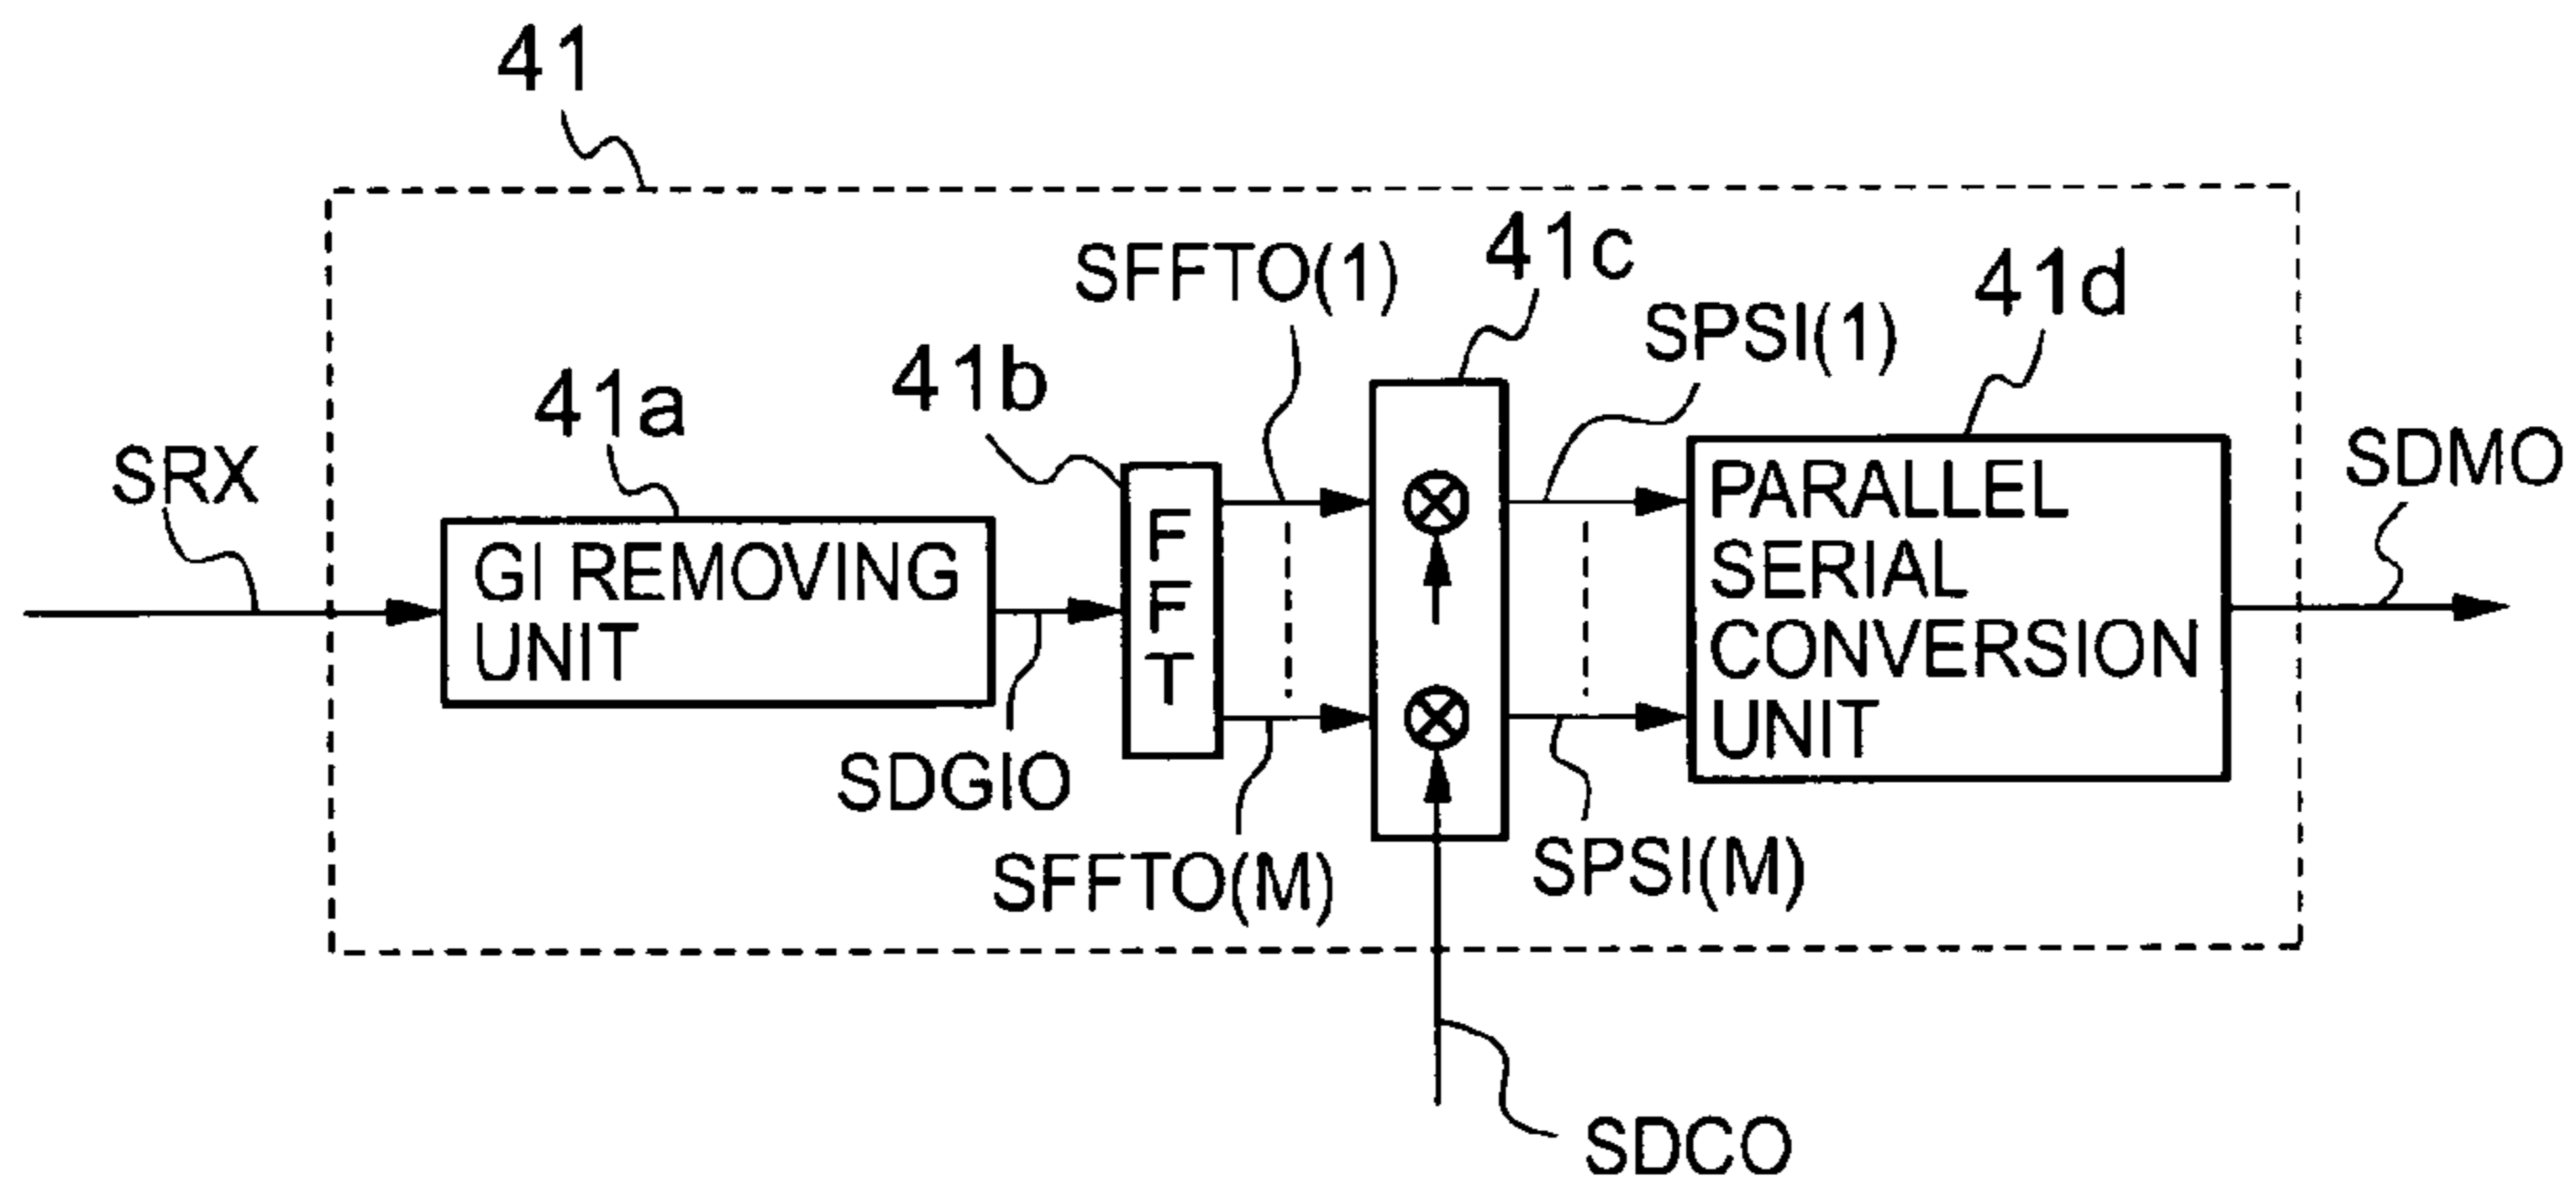 41
SFFTO(1)
41c
41d
SPSI(1)
41b
41a
SRX
SDMO
GI REMOVING
UNIT
F
F
T
PARALLEL
SERIAL
CONVERSION
UNIT
SDGIO
SFFTO(M)
SPSI(M)
SDCO